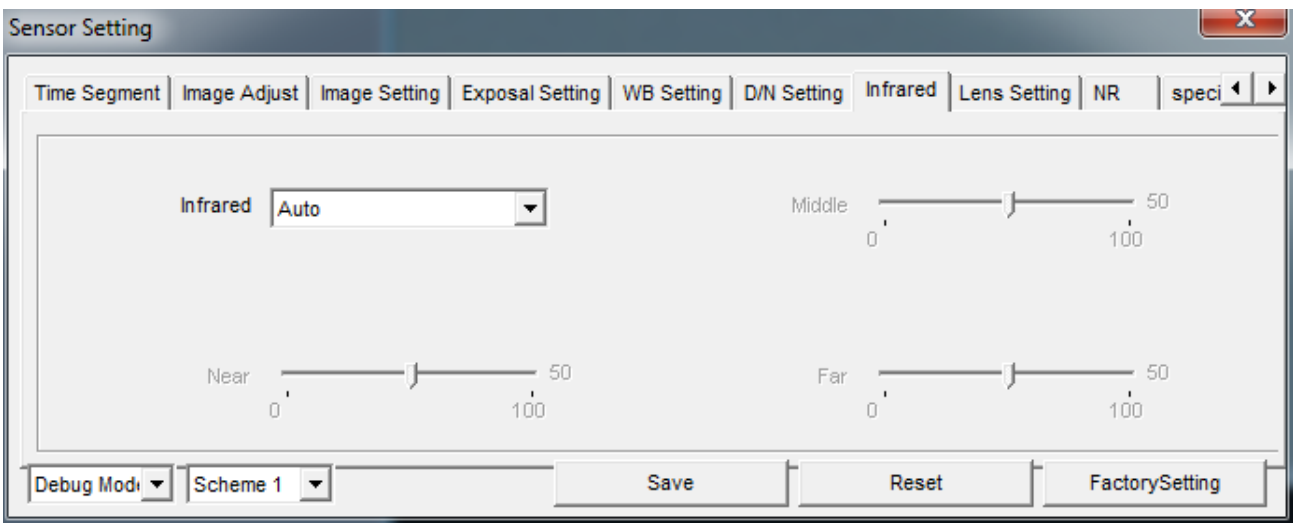 Sensor Setting
X
Time Segment Image Adjust Image Setting Exposal Setting WB Setting D/N Setting Infrared Lens Setting NR speci
Infrared Auto Middle 50
0 100
Near 50 Far 50
0 100 0 100
Debug Mod Scheme 1 Save Reset FactorySetting